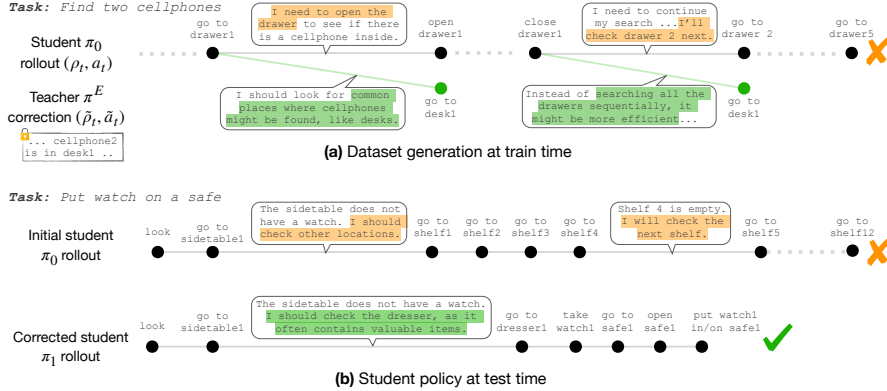 Task: Find two cellphones
Student π0
rollout (ρt, at)
go to
drawer1
I need to open the
drawer to see if there
is a cellphone inside.
open
drawer1
close
drawer1
I need to continue
my search ...I'll
check drawer 2 next.
go to
drawer 2
go to
drawer5
Teacher πE
correction (ρ̃t, ãt)
... cellphone2
is in desk1 ..
I should look for common
places where cellphones
might be found, like desks.
go to
desk1
Instead of searching all the
drawers sequentially, it
might be more efficient...
go to
desk1
(a) Dataset generation at train time
Task: Put watch on a safe
Initial student
π0 rollout
look
go to
sidetable1
The sidetable does not
have a watch. I should
check other locations.
go to
shelf1
go to
shelf2
go to
shelf3
go to
shelf4
Shelf 4 is empty.
I will check the
next shelf.
go to
shelf5
go to
shelf12
Corrected student
π1 rollout
look
go to
sidetable1
The sidetable does not have a watch.
I should check the dresser, as it
often contains valuable items.
go to
dresser1
take
watch1
go to
safe1
open
safe1
put watch1
in/on safe1
(b) Student policy at test time